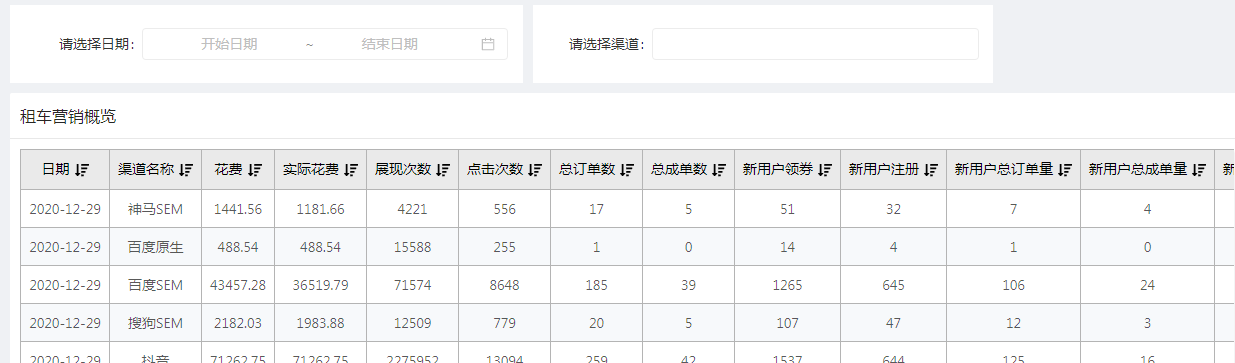 请选择日期: 开始日期 ~ 结束日期 请选择渠道:
租车营销概览
日期 渠道名称 花费 实际花费 展现次数 点击次数 总订单数 总成单数 新用户领券 新用户注册 新用户总订单量 新用户总成单量 新
2020-12-29 神马SEM 1441.56 1181.66 4221 556 17 5 51 32 7 4
2020-12-29 百度原生 488.54 488.54 15588 255 1 0 14 4 1 0
2020-12-29 百度SEM 43457.28 36519.79 71574 8648 185 39 1265 645 106 24
2020-12-29 搜狗SEM 2182.03 1983.88 12509 779 20 5 107 47 12 3
2020-12-29 抖音 71262.75 71262.75 2275952 13094 259 42 1537 644 125 16